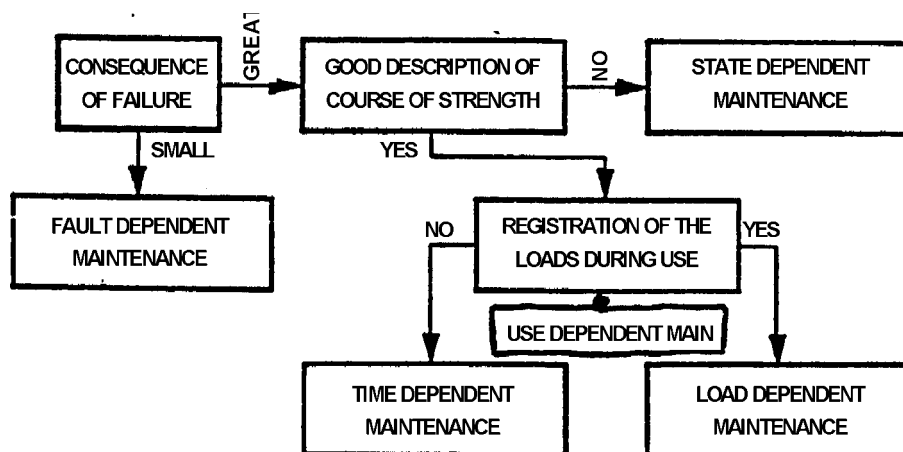 CONSEQUENCE
OF FAILURE
GREAT
GOOD DESCRIPTION OF
COURSE OF STRENGTH
NO
STATE DEPENDENT
MAINTENANCE
SMALL
YES
FAULT DEPENDENT
MAINTENANCE
NO
REGISTRATION OF THE
LOADS DURING USE
YES
USE DEPENDENT MAIN
TIME DEPENDENT
MAINTENANCE
LOAD DEPENDENT
MAINTENANCE